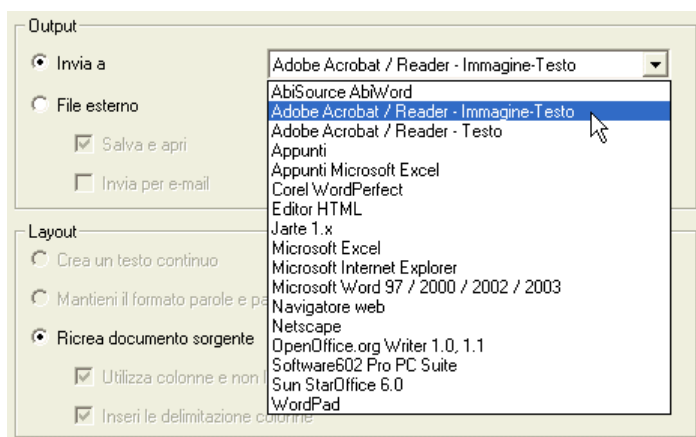 Output
Invia a
Adobe Acrobat / Reader - Immagine-Testo
File esterno
Salva e apri
Invia per e-mail
AbiSource AbiWord
Adobe Acrobat / Reader - Immagine-Testo
Adobe Acrobat / Reader - Testo
Appunti
Appunti Microsoft Excel
Corel WordPerfect
Editor HTML
Jarte 1.x
Microsoft Excel
Microsoft Internet Explorer
Microsoft Word 97 / 2000 / 2002 / 2003
Navigatore web
Netscape
OpenOffice.org Writer 1.0, 1.1
Software602 Pro PC Suite
Sun StarOffice 6.0
WordPad
Layout
Crea un testo continuo
Mantieni il formato parole e
Ricrea documento sorgente
Utilizza colonne e non
Inseri le delimitazione colonne